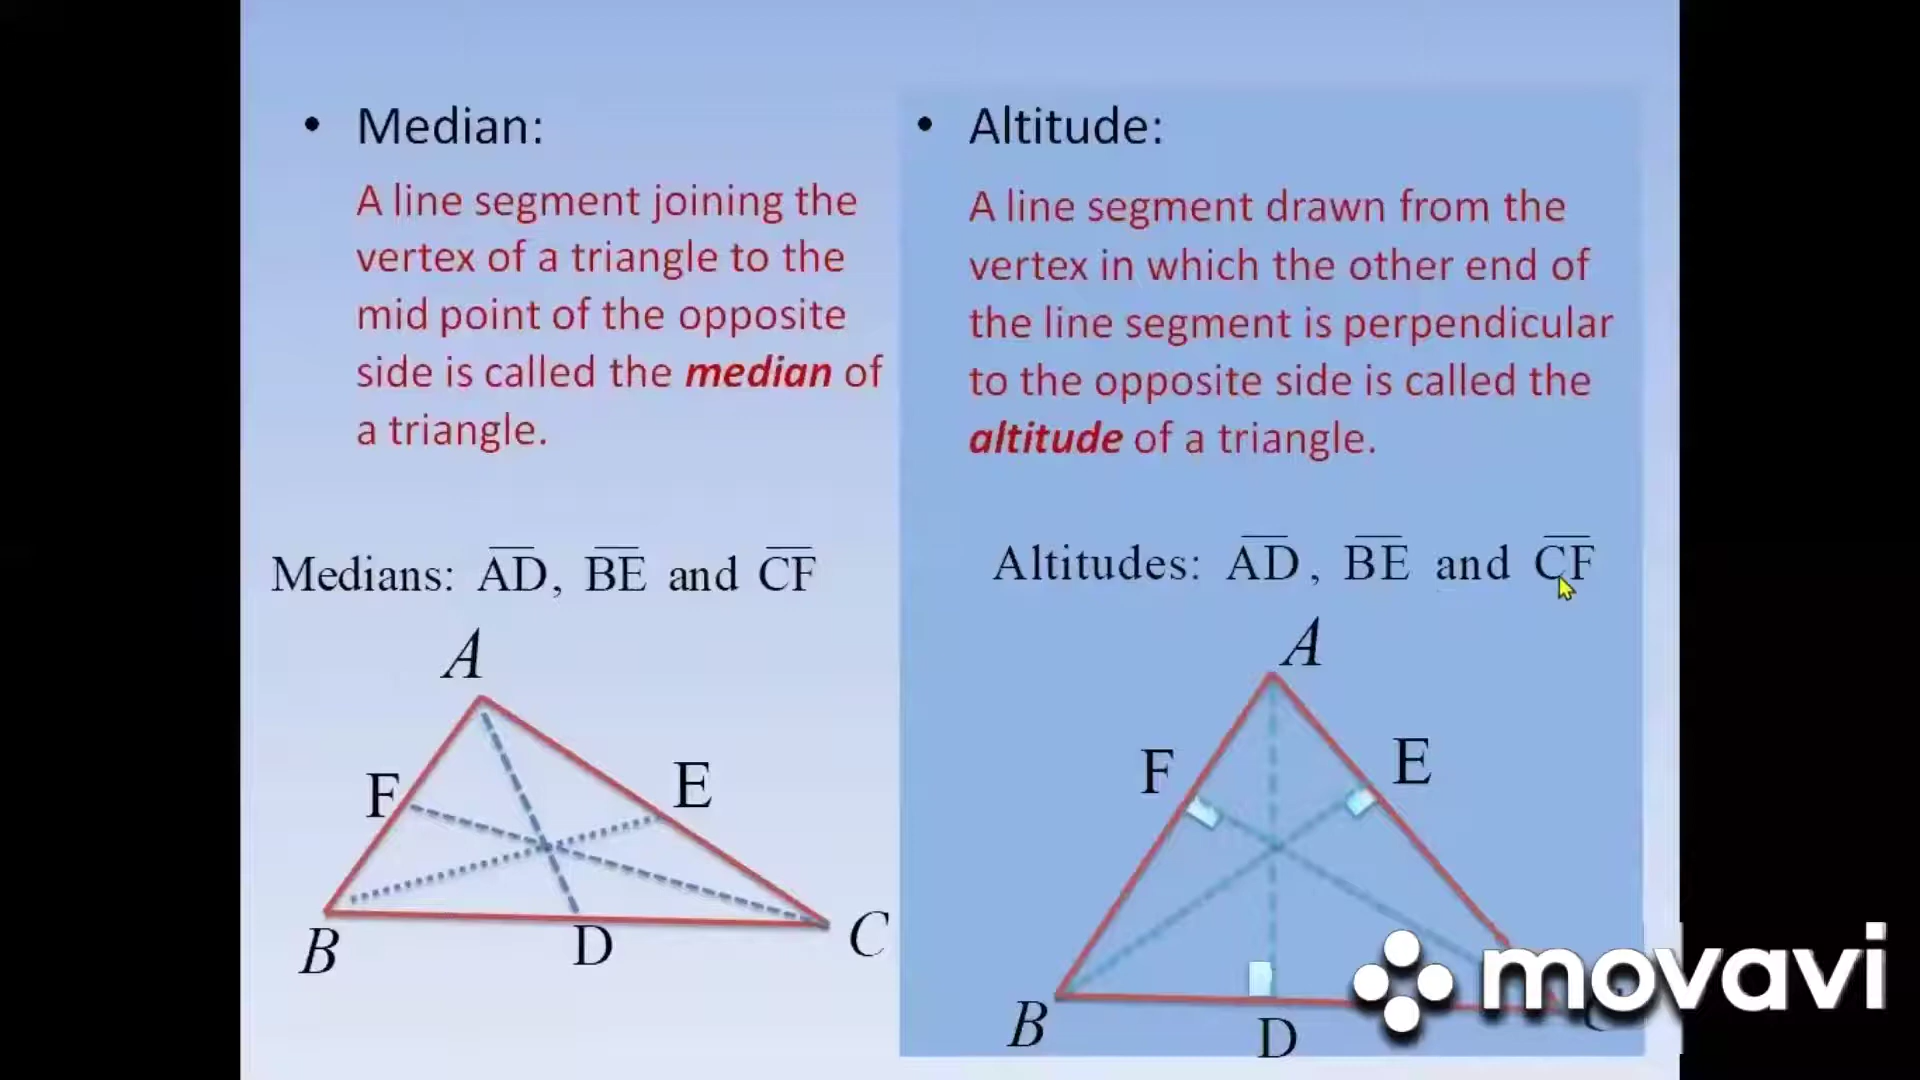 • Median:
A line segment joining the
vertex of a triangle to the
mid point of the opposite
side is called the median of
a triangle.
Medians: AD, BE and CF
A
F
E
B
D
C
• Altitude:
A line segment drawn from the
vertex in which the other end of
the line segment is perpendicular
to the opposite side is called the
altitude of a triangle.
Altitudes: AD, BE and CF
A
F
E
B
D
movavi